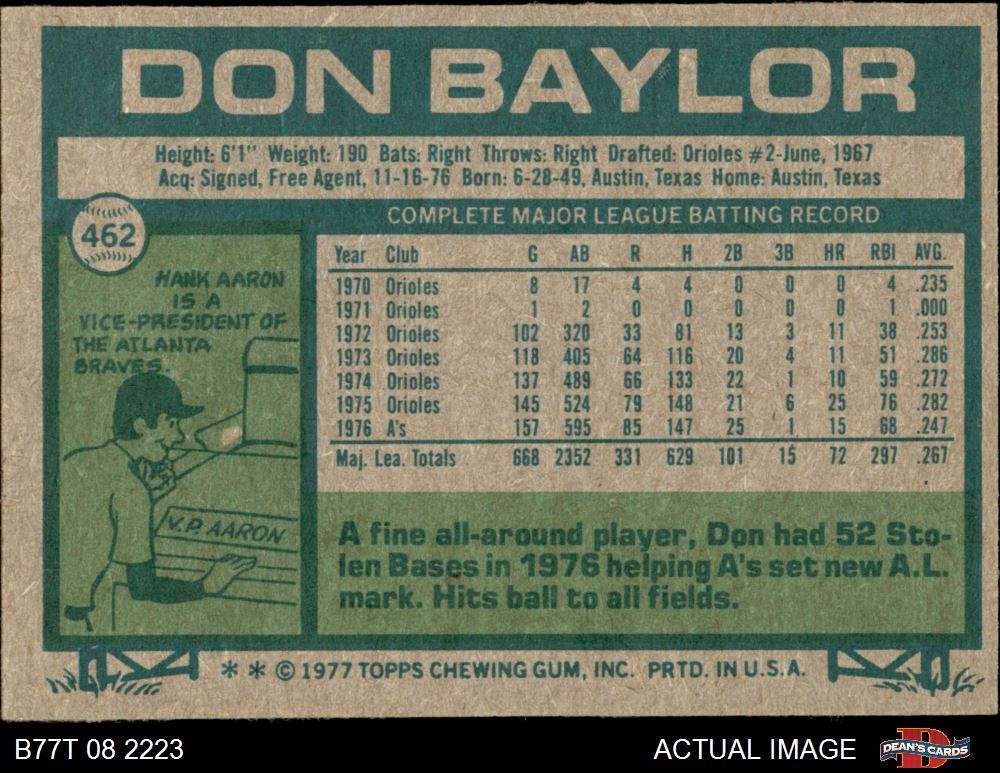 DON BAYLOR
Height: 6'1" Weight: 190 Bats: Right Throws: Right Drafted: Orioles #2-June, 1967
Acq: Signed, Free Agent, 11-16-76 Born: 6-28-49, Austin, Texas Home: Austin, Texas
462
HANK AARON
IS A
VICE-PRESIDENT OF
THE ATLANTA
BRAVES.
V.P. AARON
COMPLETE MAJOR LEAGUE BATTING RECORD
Year Club G AB R H 2B 3B HR RBI AVG.
1970 Orioles 8 17 4 4 0 0 0 4 .235
1971 Orioles 1 2 0 0 0 0 0 1 .000
1972 Orioles 102 320 33 81 13 3 11 38 .253
1973 Orioles 118 405 64 116 20 4 11 51 .286
1974 Orioles 137 489 66 133 22 1 10 59 .272
1975 Orioles 145 524 79 148 21 6 25 76 .282
1976 A's 157 595 85 147 25 1 15 68 .247
Maj. Lea. Totals 668 2352 331 629 101 15 72 297 .267
A fine all-around player, Don had 52 Sto-
len Bases in 1976 helping A's set new A.L.
mark. Hits ball to all fields.
** © 1977 TOPPS CHEWING GUM, INC. PRTD. IN U.S.A.
B77T 08 2223
ACTUAL IMAGE
DEAN'S CARDS